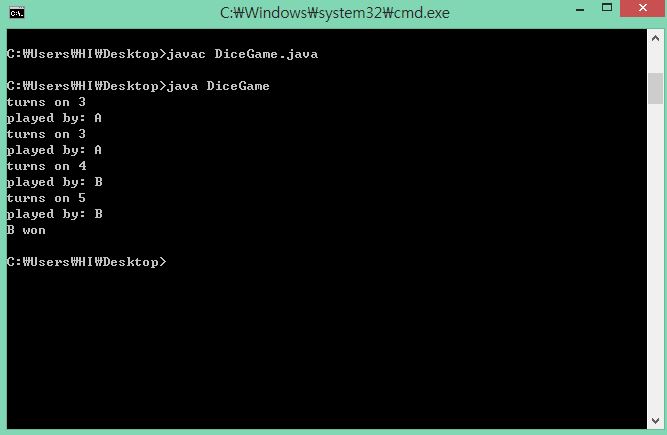 C:₩Windows₩system32₩cmd.exe
C:₩Users₩HI₩Desktop>javac DiceGame.java
C:₩Users₩HI₩Desktop>java DiceGame
turns on 3
played by: A
turns on 3
played by: A
turns on 4
played by: B
turns on 5
played by: B
B won
C:₩Users₩HI₩Desktop>